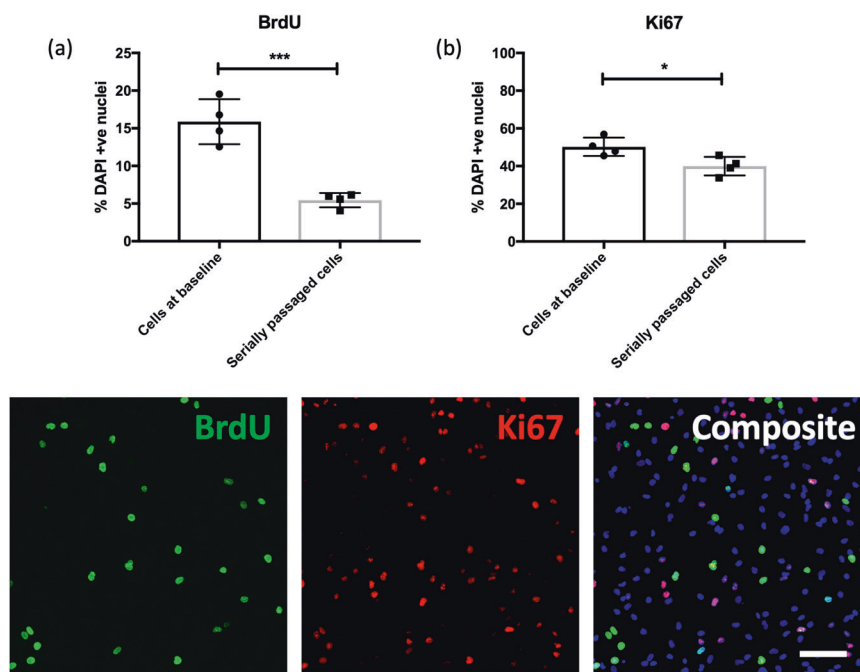 (a)
BrdU
% DAPI +ve nuclei
25
20
15
10
5
0
***
Cells at baseline
Serially passaged cells
(b)
Ki67
% DAPI +ve nuclei
100
80
60
40
20
0
*
Cells at baseline
Serially passaged cells
BrdU
Ki67
Composite